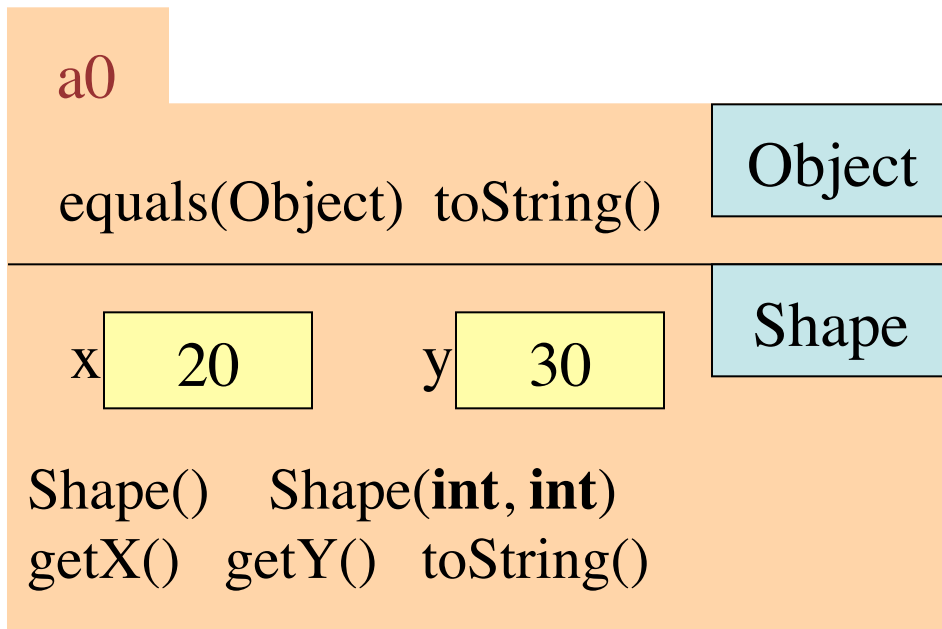 a0
Object
equals(Object) toString()
Shape
x 20 y 30
Shape() Shape(int, int)
getX() getY() toString()